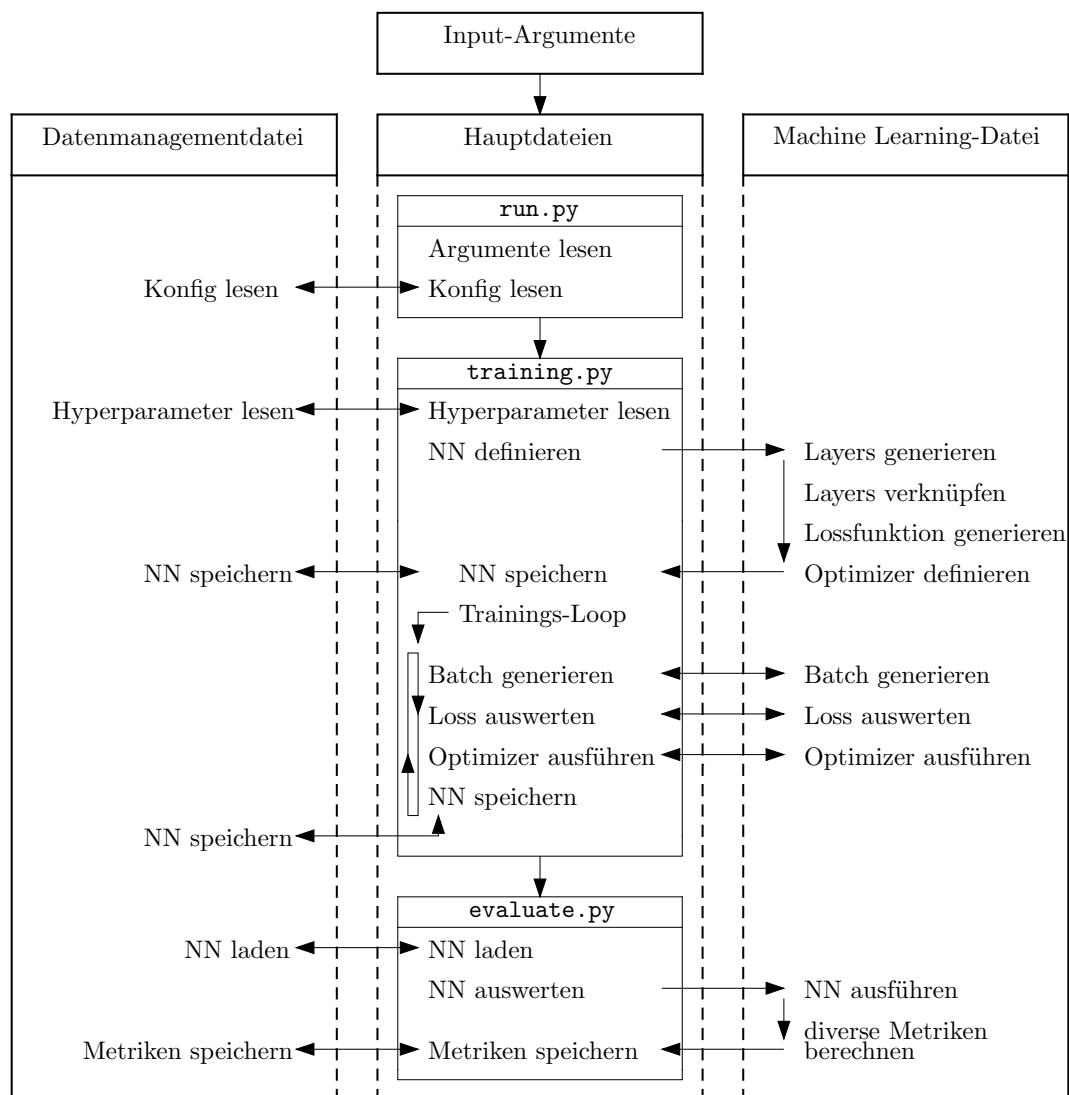 Input-Argumente
Datenmanagementdatei
Hauptdateien
Machine Learning-Datei
run.py
Argumente lesen
Konfig lesen
Konfig lesen
training.py
Hyperparameter lesen
Hyperparameter lesen
NN definieren
Layers generieren
Layers verknüpfen
Lossfunktion generieren
NN speichern
NN speichern
Optimizer definieren
Trainings-Loop
Batch generieren
Batch generieren
Loss auswerten
Loss auswerten
Optimizer ausführen
Optimizer ausführen
NN speichern
NN speichern
evaluate.py
NN laden
NN laden
NN auswerten
NN ausführen
diverse Metriken
Metriken speichern
Metriken speichern
berechnen